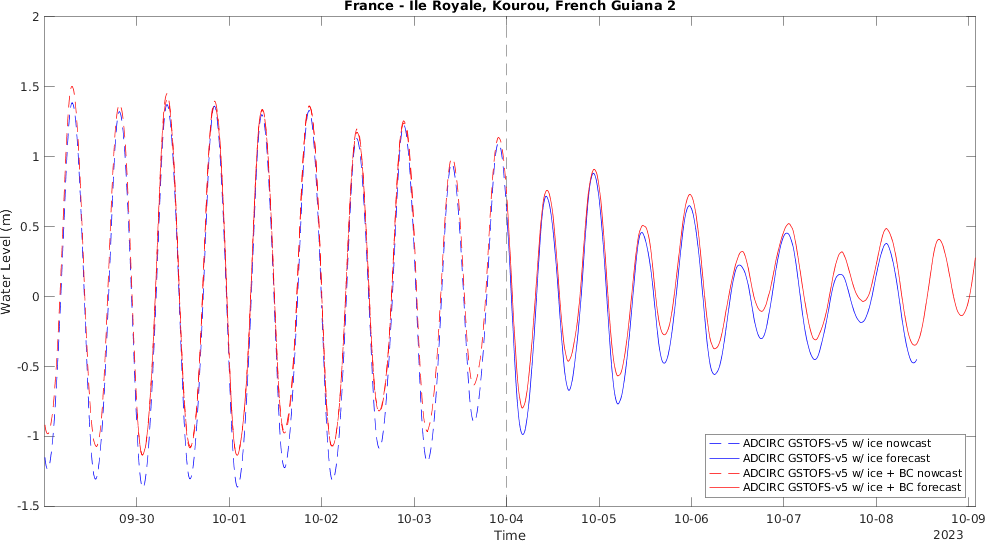 France - Ile Royale, Kourou, French Guiana 2
2
1.5
1
0.5
0
-0.5
-1
-1.5
Water Level (m)
09-30 10-01 10-02 10-03 10-04 10-05 10-06 10-07 10-08 10-09
Time
2023
ADCIRC GSTOFS-v5 w/ ice nowcast
ADCIRC GSTOFS-v5 w/ ice forecast
ADCIRC GSTOFS-v5 w/ ice + BC nowcast
ADCIRC GSTOFS-v5 w/ ice + BC forecast